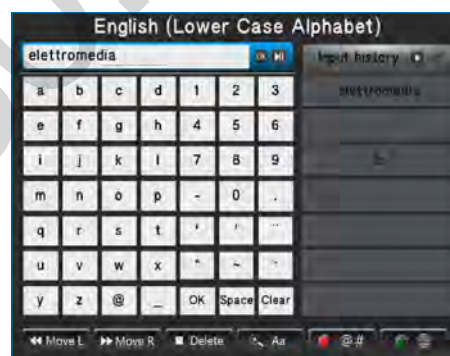 English (Lower Case Alphabet)
elettromedia OK
Input history
elettromedia
a b c d 1 2 3
e f g h 4 5 6
i j k l 7 8 9
m n o p - 0 .
q r s t
u v w x ^ ~
y z @ _ OK Space Clear
Move L Move R Delete Aa @#